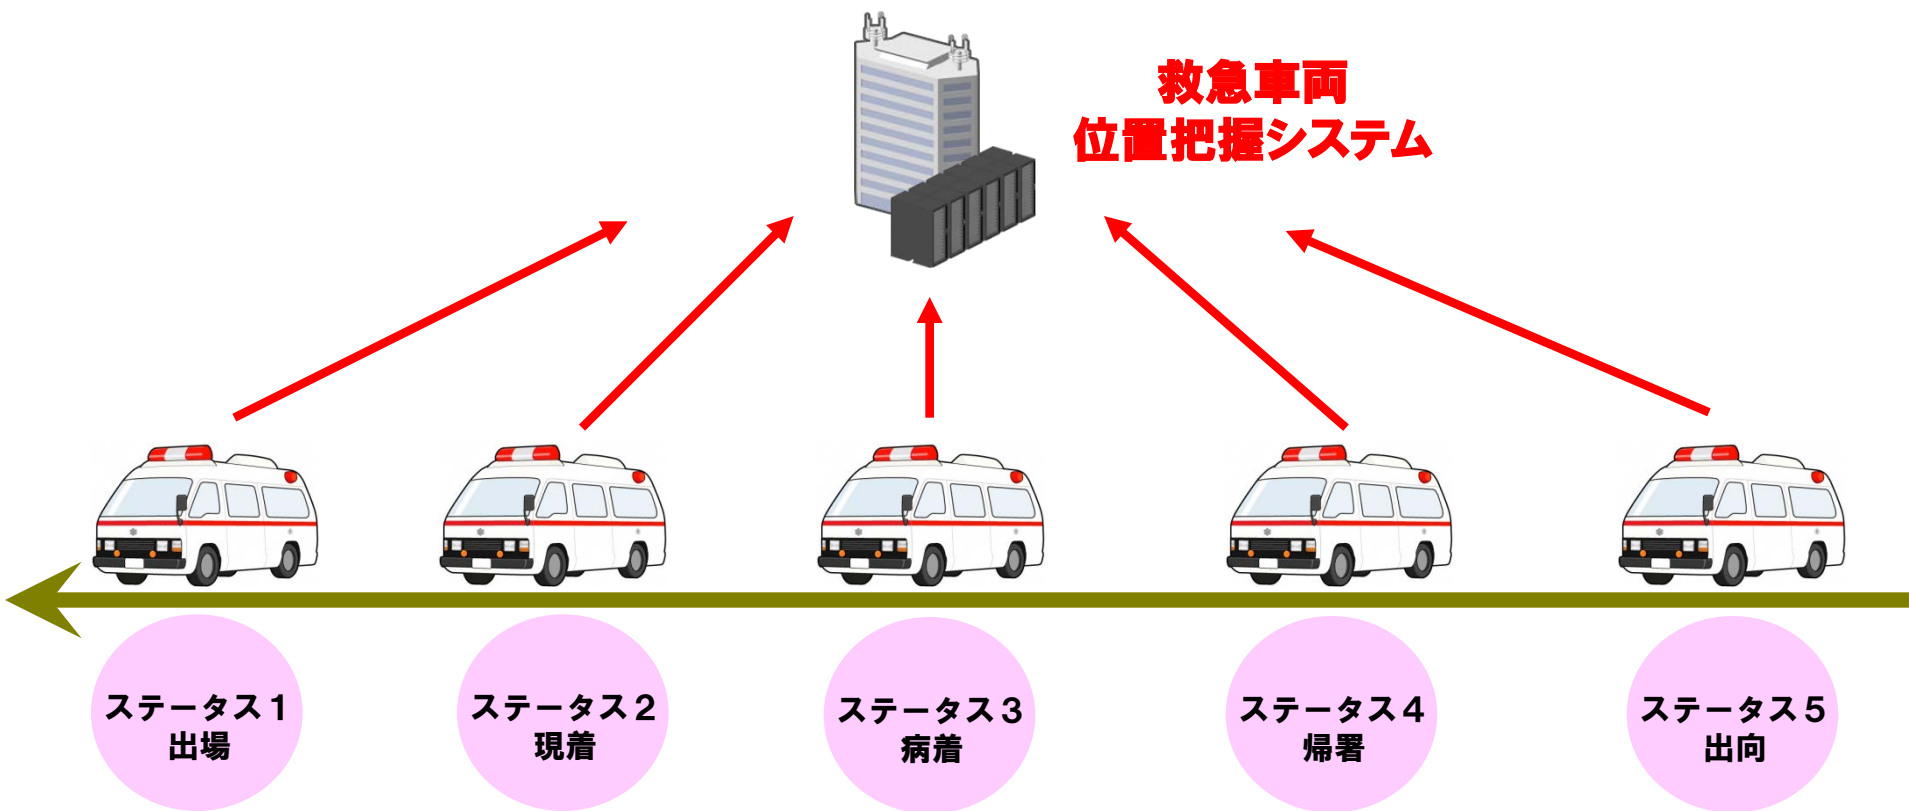 救急車両
位置把握システム
ステータス１
出場
ステータス２
現着
ステータス３
病着
ステータス４
帰署
ステータス５
出向